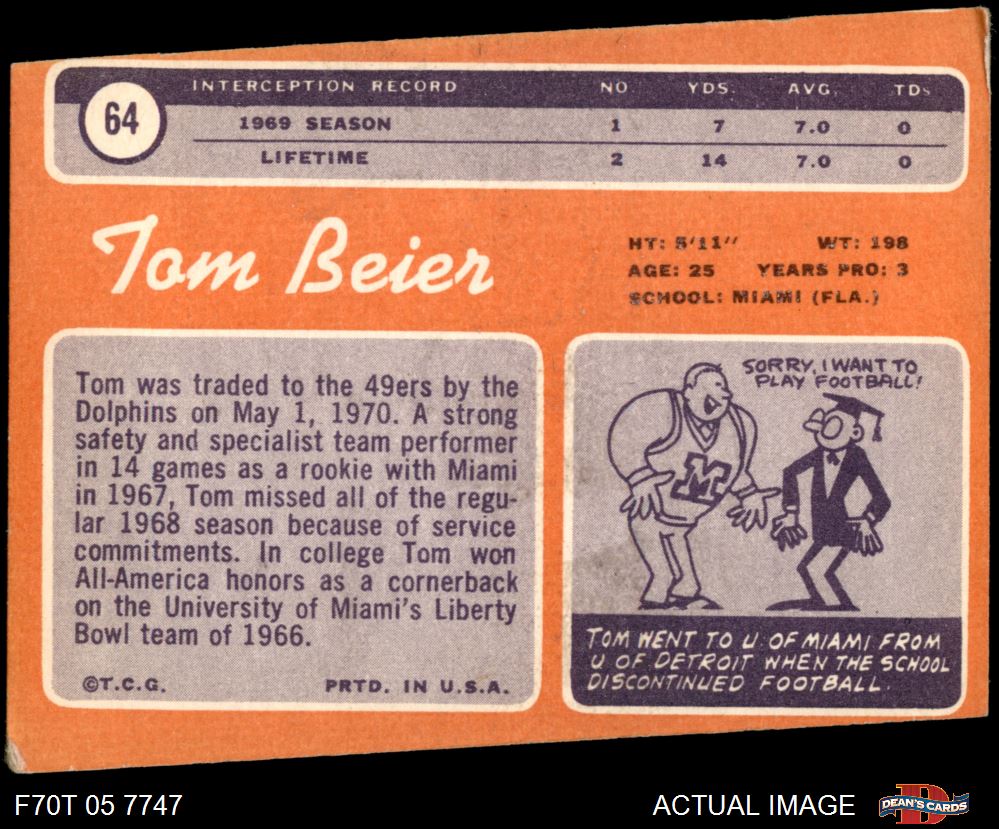 64
INTERCEPTION RECORD NO. YDS. AVG. TDs
1969 SEASON 1 7 7.0 0
LIFETIME 2 14 7.0 0
Tom Beier
HT: 5'11" WT: 198
AGE: 25 YEARS PRO: 3
SCHOOL: MIAMI (FLA.)
Tom was traded to the 49ers by the
Dolphins on May 1, 1970. A strong
safety and specialist team performer
in 14 games as a rookie with Miami
in 1967, Tom missed all of the regu-
lar 1968 season because of service
commitments. In college Tom won
All-America honors as a cornerback
on the University of Miami's Liberty
Bowl team of 1966.
©T.C.G. PRTD. IN U.S.A.
SORRY, I WANT TO
PLAY FOOTBALL!
M
TOM WENT TO U OF MIAMI FROM
U OF DETROIT WHEN THE SCHOOL
DISCONTINUED FOOTBALL.
F70T 05 7747
ACTUAL IMAGE
D
DEAN'S CARDS